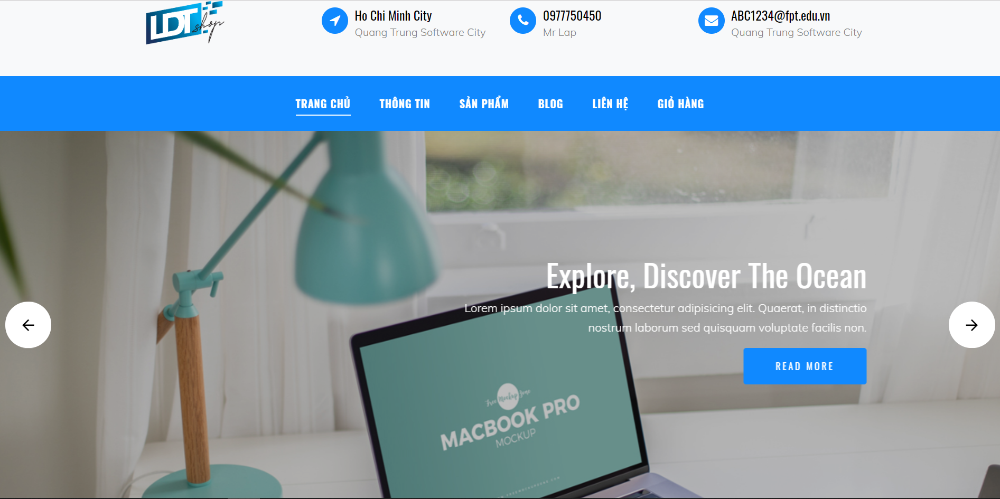 LDT shop
Ho Chi Minh City
Quang Trung Software City
0977750450
Mr Lap
ABC1234@fpt.edu.vn
Quang Trung Software City
TRANG CHỦ THÔNG TIN SẢN PHẨM BLOG LIÊN HỆ GIỎ HÀNG
Explore, Discover The Ocean
Lorem ipsum dolor sit amet, consectetur adipisicing elit. Quaerat, in distinctio
nostrum laborum sed quisquam voluptate facilis non.
READ MORE
Free Mockup Zone
MACBOOK PRO
MOCKUP